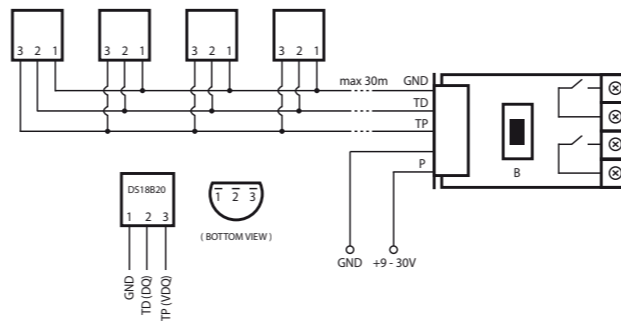 3 2 1
3 2 1
3 2 1
3 2 1
max 30m
GND
TD
TP
P
B
GND
+9 - 30V
DS18B20
1 2 3
GND
TD (DQ)
TP (VDQ)
1 2 3
( BOTTOM VIEW )